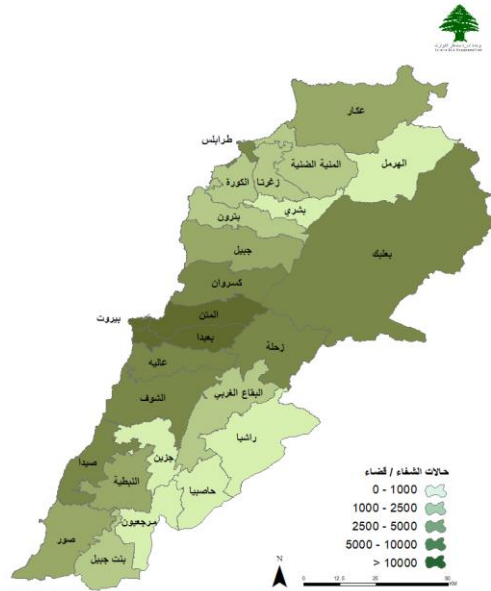 عكار
طرابلس
المنية الضنية
الهرمل
زغرتا
الكورة
بشري
بترون
بعلبك
جبيل
كسروان
المتن
بيروت
بعبدا
زحلة
عاليه
البقاع الغربي
الشوف
راشيا
جزين
صيدا
النبطية
حاصبيا
مرجعيون
صور
بنت جبيل
حالات الشفاء / قضاء
0 - 1000
1000 - 2500
2500 - 5000
5000 - 10000
> 10000
N